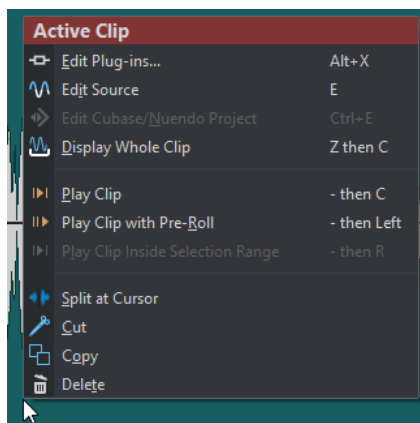 Active Clip
Edit Plug-ins... Alt+X
Edit Source E
Edit Cubase/Nuendo Project Ctrl+E
Display Whole Clip Z then C
Play Clip - then C
Play Clip with Pre-Roll - then Left
Play Clip Inside Selection Range - then R
Split at Cursor
Cut
Copy
Delete